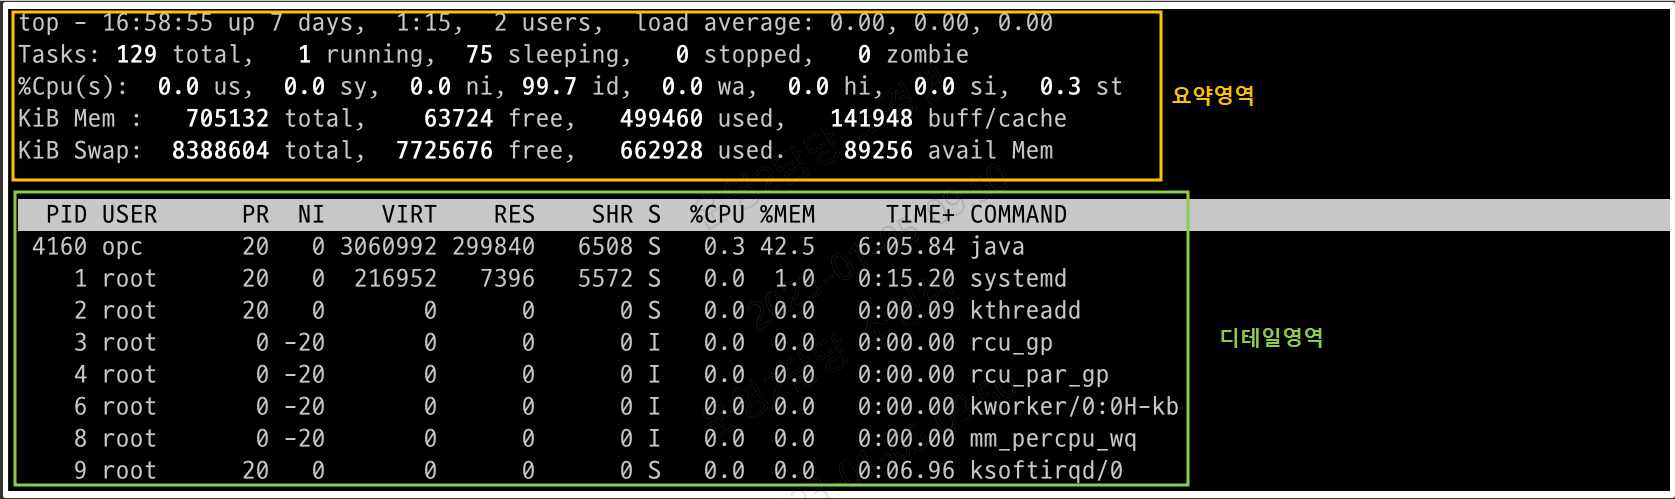 top - 16:58:55 up 7 days,  1:15,  2 users,  load average: 0.00, 0.00, 0.00
Tasks: 129 total,   1 running,  75 sleeping,   0 stopped,   0 zombie
%Cpu(s):  0.0 us,  0.0 sy,  0.0 ni, 99.7 id,  0.0 wa,  0.0 hi,  0.0 si,  0.3 st
요약영역
KiB Mem :   705132 total,    63724 free,   499460 used,   141948 buff/cache
KiB Swap:  8388604 total,  7725676 free,   662928 used.    89256 avail Mem
PID USER      PR  NI    VIRT    RES    SHR S  %CPU %MEM     TIME+ COMMAND
4160 opc       20   0 3060992 299840   6508 S   0.3 42.5   6:05.84 java
1 root      20   0  216952   7396   5572 S   0.0  1.0   0:15.20 systemd
2 root      20   0       0      0      0 S   0.0  0.0   0:00.09 kthreadd
3 root       0 -20       0      0      0 I   0.0  0.0   0:00.00 rcu_gp
디테일영역
4 root       0 -20       0      0      0 I   0.0  0.0   0:00.00 rcu_par_gp
6 root       0 -20       0      0      0 I   0.0  0.0   0:00.00 kworker/0:0H-kb
8 root       0 -20       0      0      0 I   0.0  0.0   0:00.00 mm_percpu_wq
9 root      20   0       0      0      0 S   0.0  0.0   0:06.96 ksoftirqd/0